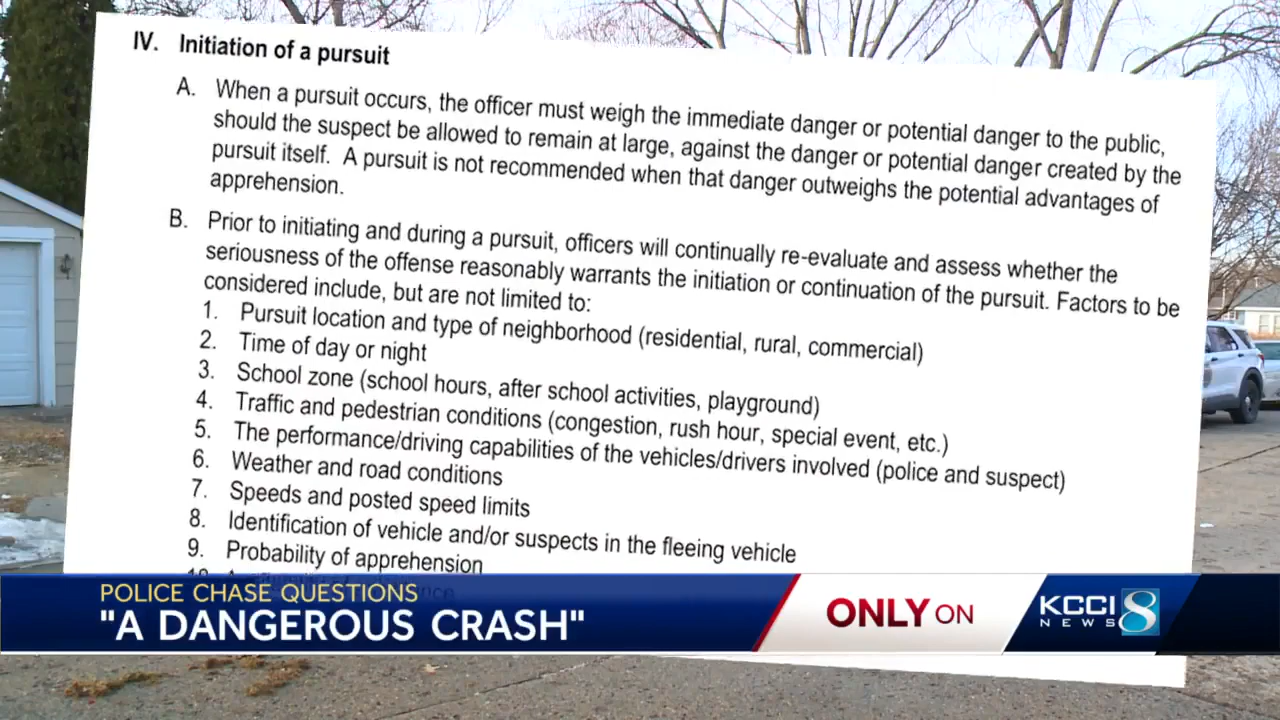 IV. Initiation of a pursuit
A. When a pursuit occurs, the officer must weigh the immediate danger or potential danger to the public,
should the suspect be allowed to remain at large, against the danger or potential danger created by the
pursuit itself. A pursuit is not recommended when that danger outweighs the potential advantages of
apprehension.
B. Prior to initiating and during a pursuit, officers will continually re-evaluate and assess whether the
seriousness of the offense reasonably warrants the initiation or continuation of the pursuit. Factors to be
considered include, but are not limited to:
1. Pursuit location and type of neighborhood (residential, rural, commercial)
2. Time of day or night
3. School zone (school hours, after school activities, playground)
4. Traffic and pedestrian conditions (congestion, rush hour, special event, etc.)
5. The performance/driving capabilities of the vehicles/drivers involved (police and suspect)
6. Weather and road conditions
7. Speeds and posted speed limits
8. Identification of vehicle and/or suspects in the fleeing vehicle
9. Probability of apprehension
10.
POLICE CHASE QUESTIONS
"A DANGEROUS CRASH"
ONLY ON
KCCI 8
NEWS